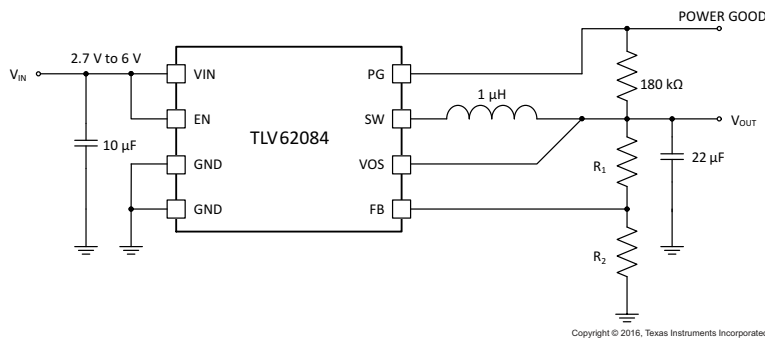 POWER GOOD
2.7 V to 6 V
VIN
VIN
PG
180 kΩ
1 µH
EN
SW
VOUT
TLV62084
10 µF
GND
VOS
R1
22 µF
GND
FB
R2
Copyright © 2016, Texas Instruments Incorporated